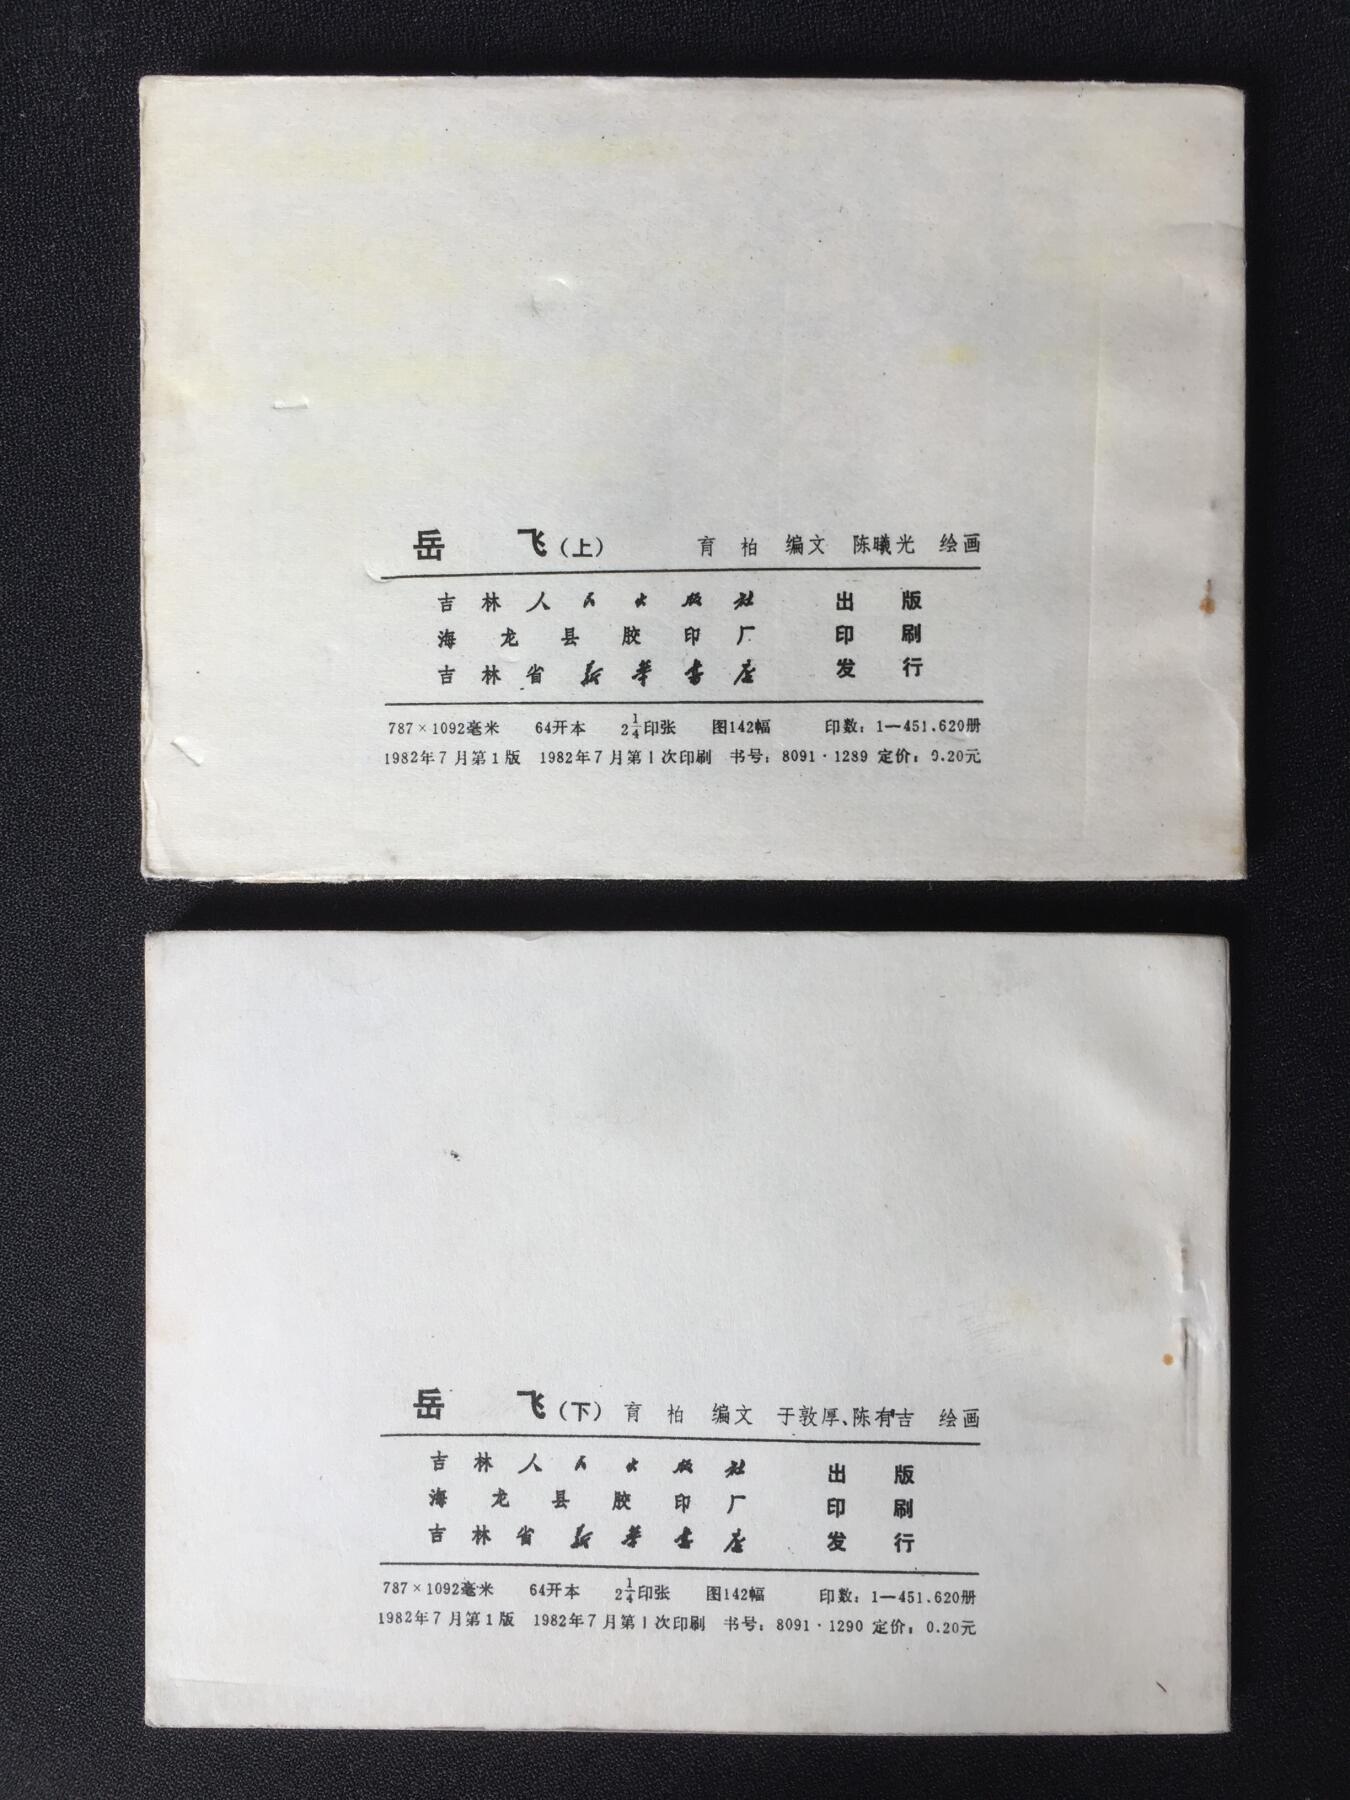 岳 飞（上） 育 柏 编文 陈曦光 绘画
吉林人民出版社 出版
海龙县胶印厂 印刷
吉林省新华书店 发行
787×1092毫米 64开本 2 1/4印张 图142幅 印数：1—451.620册
1982年7月第1版 1982年7月第1次印刷 书号：8091·1289 定价：0.20元
岳 飞（下） 育 柏 编文 于敦厚、陈有吉 绘画
吉林人民出版社 出版
海龙县胶印厂 印刷
吉林省新华书店 发行
787×1092毫米 64开本 2 1/4印张 图142幅 印数：1—451.620册
1982年7月第1版 1982年7月第1次印刷 书号：8091·1290 定价：0.20元